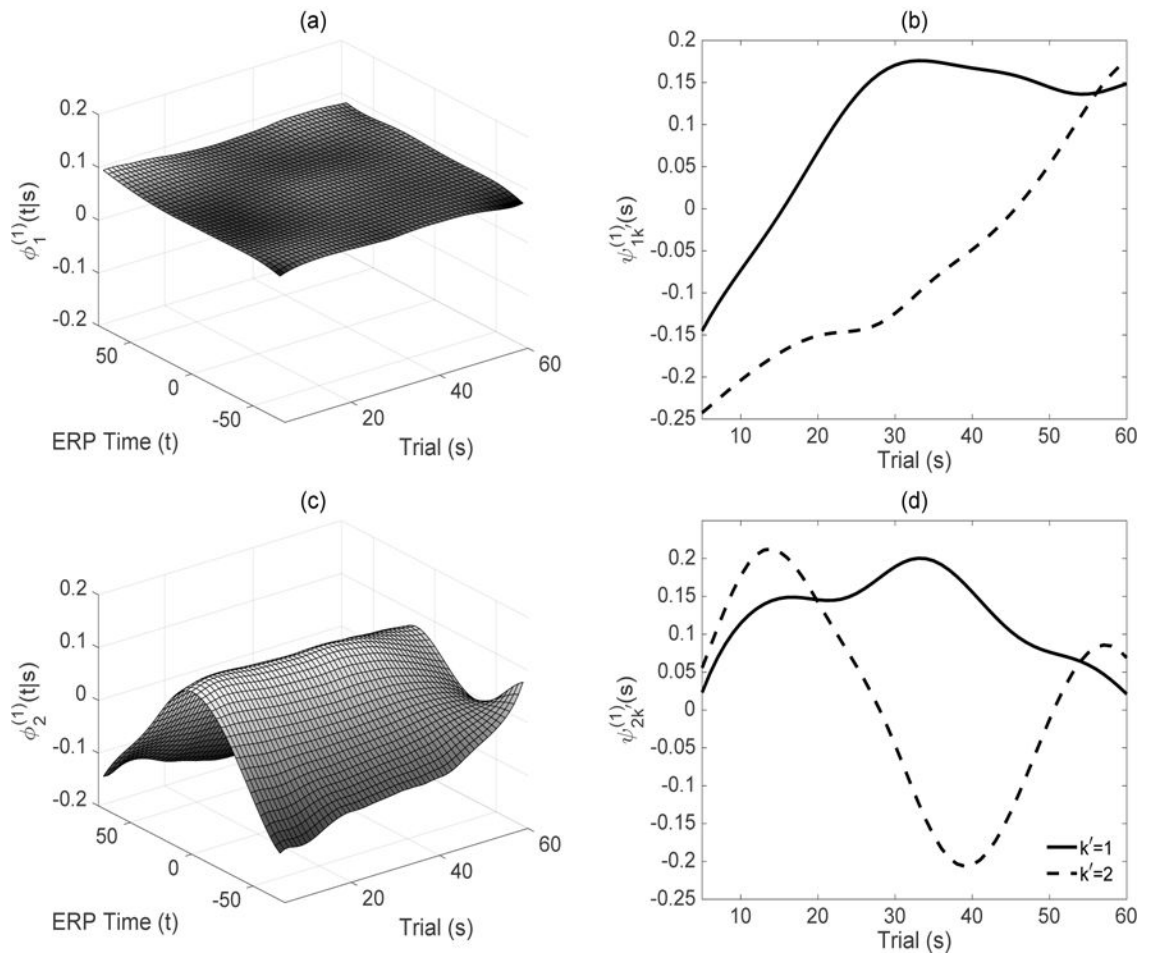 (a)
0.2
0.1
0
-0.1
-0.2
ϕ₁⁽¹⁾(t|s)
50
0
-50
ERP Time (t)
20
40
60
Trial (s)
(b)
0.2
0.15
0.1
0.05
0
-0.05
-0.1
-0.15
-0.2
-0.25
ψ₁ₖ′⁽¹⁾(s)
10 20 30 40 50 60
Trial (s)
(c)
0.2
0.1
0
-0.1
-0.2
ϕ₂⁽¹⁾(t|s)
50
0
-50
ERP Time (t)
20
40
60
Trial (s)
(d)
0.2
0.15
0.1
0.05
0
-0.05
-0.1
-0.15
-0.2
-0.25
ψ₂ₖ′⁽¹⁾(s)
k′=1
k′=2
10 20 30 40 50 60
Trial (s)